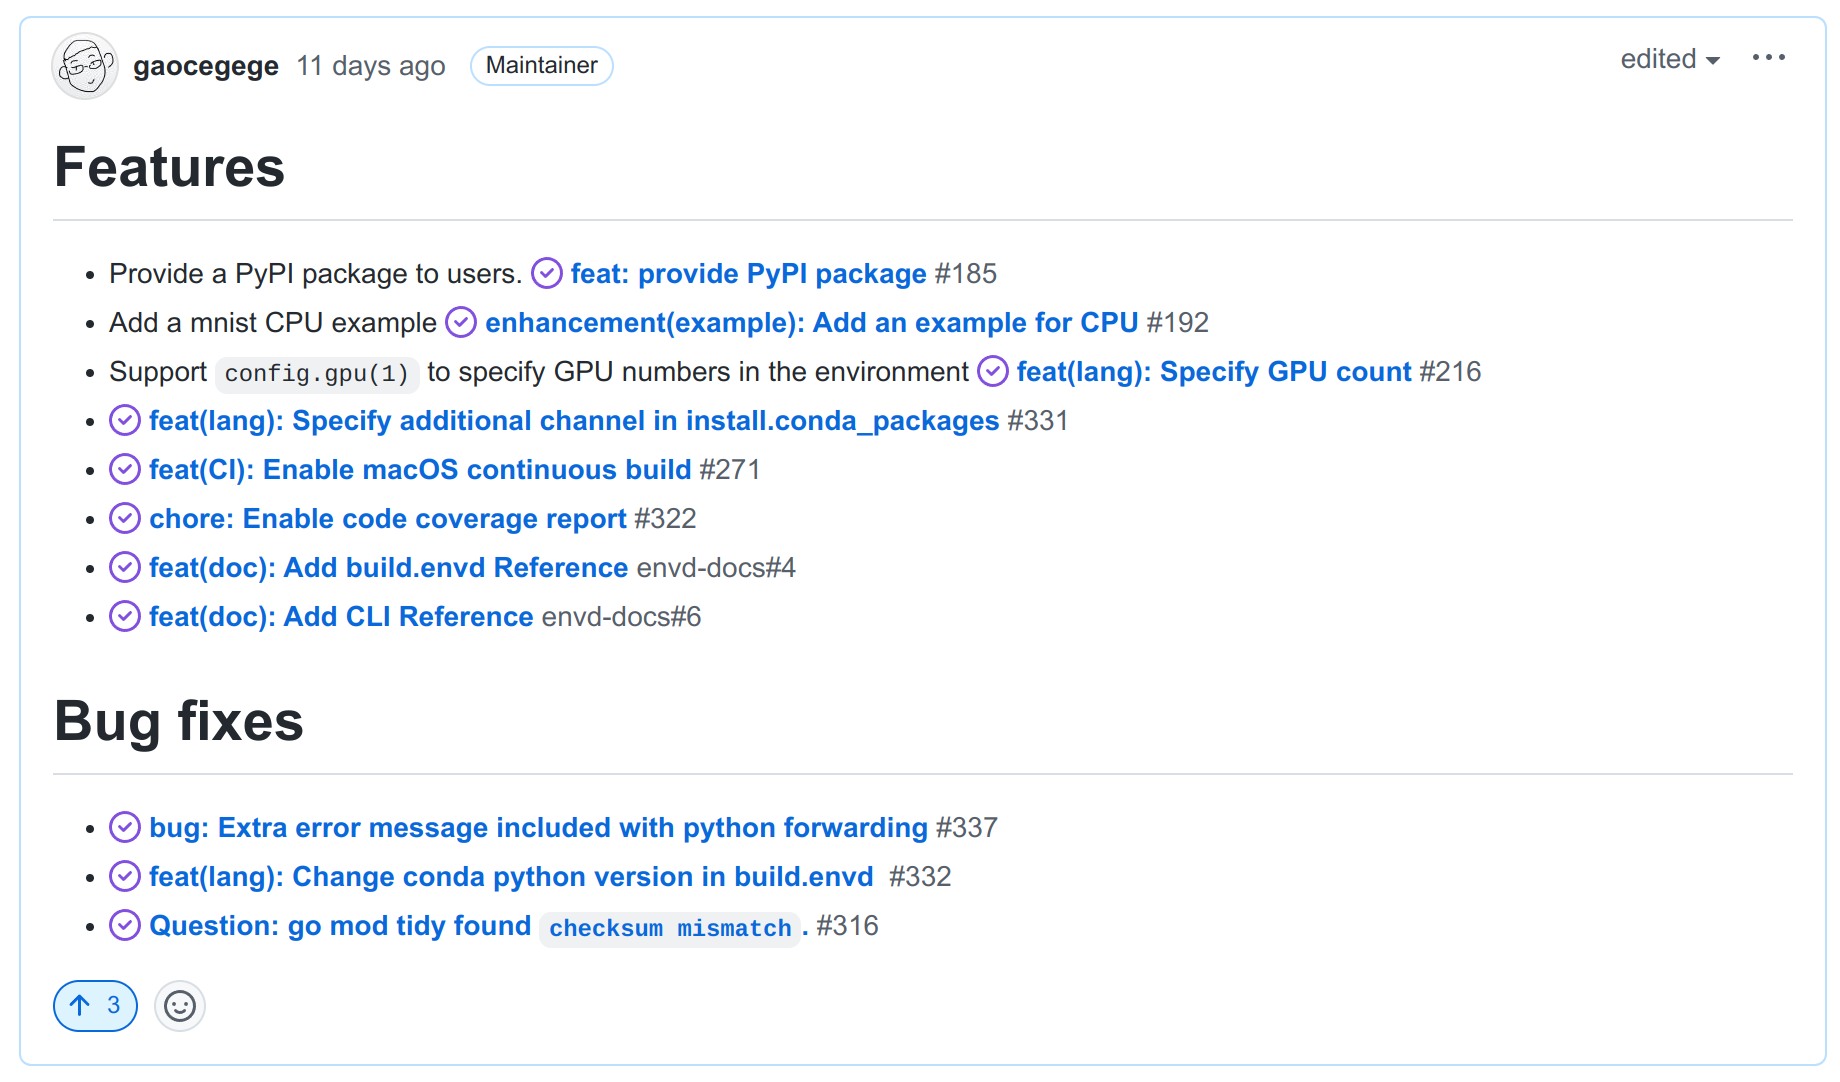 gaocegege 11 days ago Maintainer edited
Features
Provide a PyPI package to users. feat: provide PyPI package #185
Add a mnist CPU example enhancement(example): Add an example for CPU #192
Support config.gpu(1) to specify GPU numbers in the environment feat(lang): Specify GPU count #216
feat(lang): Specify additional channel in install.conda_packages #331
feat(CI): Enable macOS continuous build #271
chore: Enable code coverage report #322
feat(doc): Add build.envd Reference envd-docs#4
feat(doc): Add CLI Reference envd-docs#6
Bug fixes
bug: Extra error message included with python forwarding #337
feat(lang): Change conda python version in build.envd #332
Question: go mod tidy found checksum mismatch. #316
3